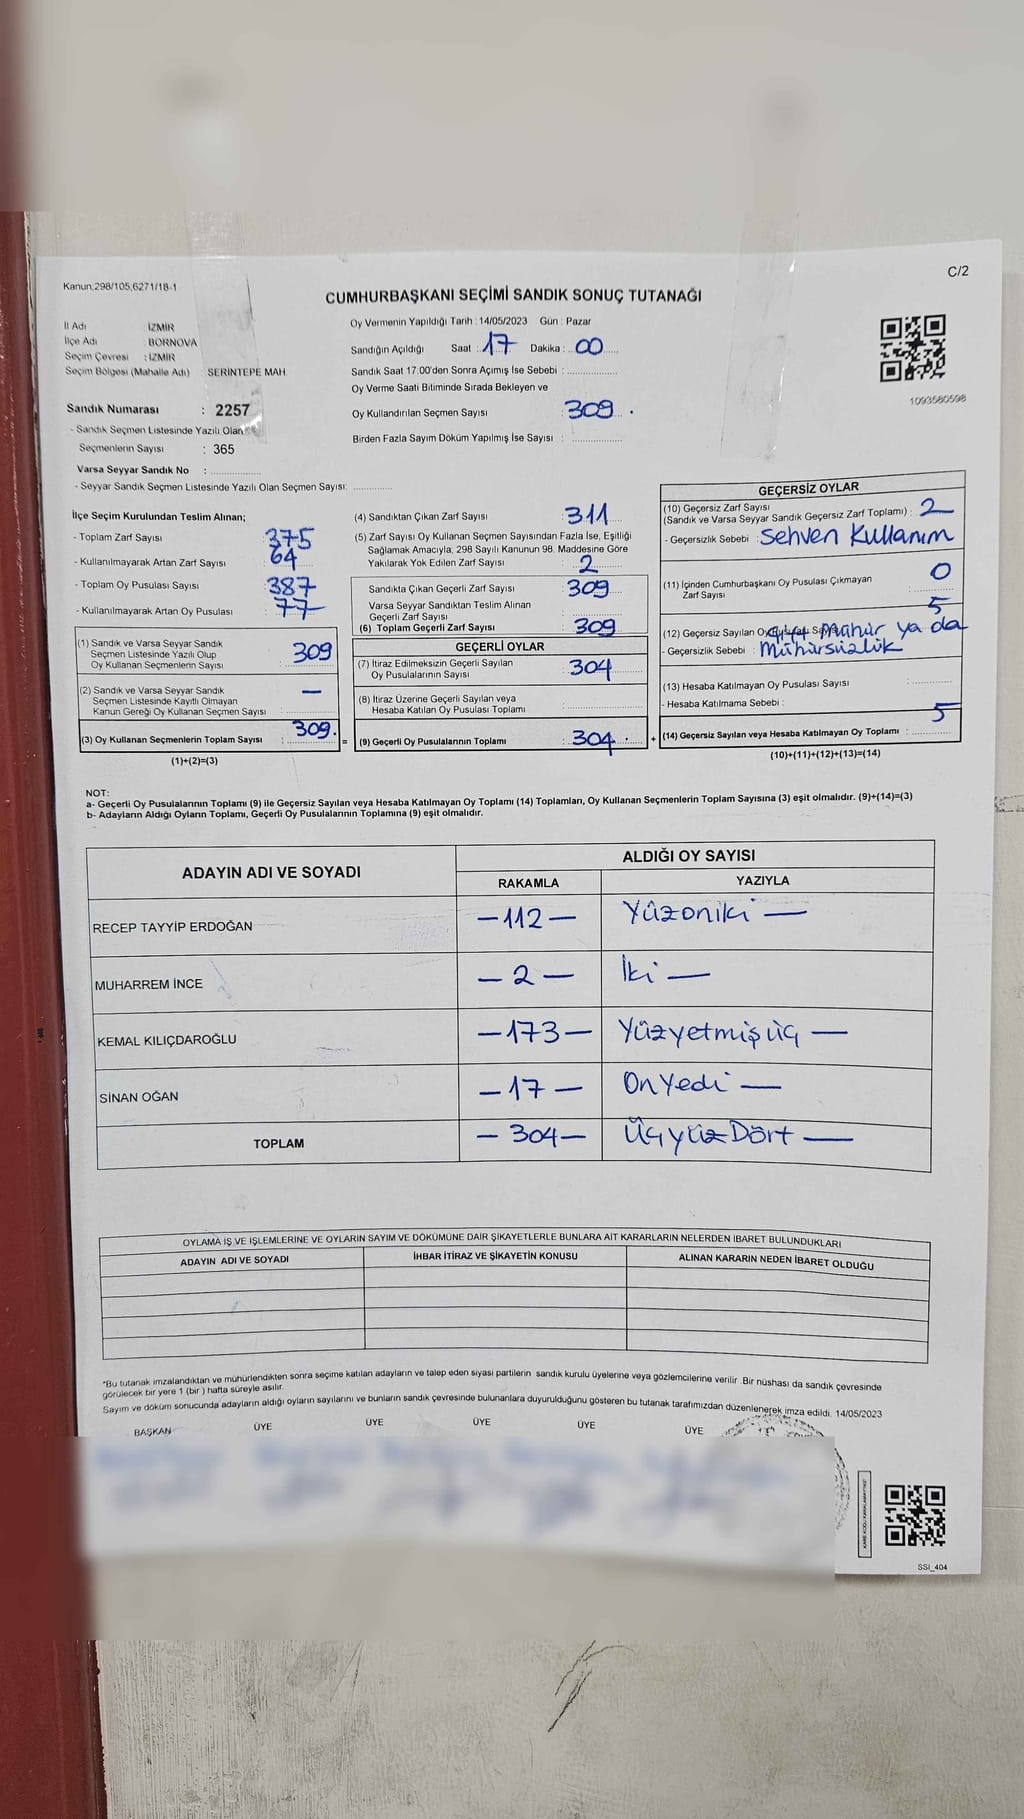 C/2
Kanun;298/105,6271/18-1
CUMHURBAŞKANI SEÇİMİ SANDIK SONUÇ TUTANAĞI
İl Adı : İZMİR
İlçe Adı : BORNOVA
Seçim Çevresi : İZMİR
Seçim Bölgesi (Mahalle Adı) SERİNTEPE MAH.
Sandık Numarası : 2257
- Sandık Seçmen Listesinde Yazılı Olan
Seçmenlerin Sayısı : 365
Varsa Seyyar Sandık No :
- Seyyar Sandık Seçmen Listesinde Yazılı Olan Seçmen Sayısı:
Oy Vermenin Yapıldığı Tarih : 14/05/2023 Gün : Pazar
Sandığın Açıldığı Saat : 17 Dakika : 00
Sandık Saat 17:00'den Sonra Açımış İse Sebebi :
Oy Verme Saati Bitiminde Sırada Bekleyen ve
Oy Kullandırılan Seçmen Sayısı : 309
Birden Fazla Sayım Döküm Yapılmış İse Sayısı :
1093580598
İlçe Seçim Kurulundan Teslim Alınan;
- Toplam Zarf Sayısı 375
- Kullanılmayarak Artan Zarf Sayısı : 64
- Toplam Oy Pusulası Sayısı : 387
- Kullanılmayarak Artan Oy Pusulası : 77
(1) Sandık ve Varsa Seyyar Sandık
Seçmen Listesinde Yazılı Olup
Oy Kullanan Seçmenlerin Sayısı : 309
(2) Sandık ve Varsa Seyyar Sandık
Seçmen Listesinde Kayıtlı Olmayan
Kanun Gereği Oy Kullanan Seçmen Sayısı : —
(3) Oy Kullanan Seçmenlerin Toplam Sayısı : 309. =
(1)+(2)=(3)
(4) Sandıktan Çıkan Zarf Sayısı : 311
(5) Zarf Sayısı Oy Kullanan Seçmen Sayısından Fazla İse, Eşitliği
Sağlamak Amacıyla, 298 Sayılı Kanunun 98. Maddesine Göre
Yakılarak Yok Edilen Zarf Sayısı : 2
Sandıkta Çıkan Geçerli Zarf Sayısı : 309
Varsa Seyyar Sandıktan Teslim Alınan
Geçerli Zarf Sayısı :
(6) Toplam Geçerli Zarf Sayısı : 309
GEÇERLİ OYLAR
(7) İtiraz Edilmeksizin Geçerli Sayılan
Oy Pusulalarının Sayısı : 304
(8) İtiraz Üzerine Geçerli Sayılan veya
Hesaba Katılan Oy Pusulası Toplamı :
(9) Geçerli Oy Pusulalarının Toplamı : 304 +
GEÇERSİZ OYLAR
(10) Geçersiz Zarf Sayısı
(Sandık ve Varsa Seyyar Sandık Geçersiz Zarf Toplamı) : 2
- Geçersizlik Sebebi : Sehven Kullanım
(11) İçinden Cumhurbaşkanı Oy Pusulası Çıkmayan
Zarf Sayısı : 0
(12) Geçersiz Sayılan 5
Mühür ya da
- Geçersizlik Sebebi : Mühürsüzlük
(13) Hesaba Katılmayan Oy Pusulası Sayısı :
- Hesaba Katılmama Sebebi :
(14) Geçersiz Sayılan veya Hesaba Katılmayan Oy Toplamı : 5
(10)+(11)+(12)+(13)=(14)
NOT:
a- Geçerli Oy Pusulalarının Toplamı (9) ile Geçersiz Sayılan veya Hesaba Katılmayan Oy Toplamı (14) Toplamları, Oy Kullanan Seçmenlerin Toplam Sayısına (3) eşit olmalıdır. (9)+(14)=(3)
b- Adayların Aldığı Oyların Toplamı, Geçerli Oy Pusulalarının Toplamına (9) eşit olmalıdır.
ADAYIN ADI VE SOYADI ALDIĞI OY SAYISI
RAKAMLA YAZIYLA
RECEP TAYYİP ERDOĞAN —112— Yüzoniki —
MUHARREM İNCE —2— İki —
KEMAL KILIÇDAROĞLU —173— Yüzyetmişüç —
SİNAN OĞAN —17— Onyedi —
TOPLAM —304— ÜçyüzDört —
OYLAMA İŞ VE İŞLEMLERİNE VE OYLARIN SAYIM VE DÖKÜMÜNE DAİR ŞİKAYETLERLE BUNLARA AİT KARARLARIN NELERDEN İBARET BULUNDUKLARI
ADAYIN ADI VE SOYADI İHBAR İTİRAZ VE ŞİKAYETİN KONUSU ALINAN KARARIN NEDEN İBARET OLDUĞU
*Bu tutanak imzalandıktan ve mühürlendikten sonra seçime katılan adayların ve talep eden siyasi partilerin sandık kurulu üyelerine veya gözlemcilerine verilir. Bir nüshası da sandık çevresinde
görülecek bir yere 1 (bir ) hafta süreyle asılır.
Sayım ve döküm sonucunda adayların aldığı oyların sayılarını ve bunların sandık çevresinde bulunanlara duyurulduğunu gösteren bu tutanak tarafımızdan düzenlenerek imza edildi. 14/05/2023
BAŞKAN ÜYE ÜYE ÜYE ÜYE ÜYE
SSI_404